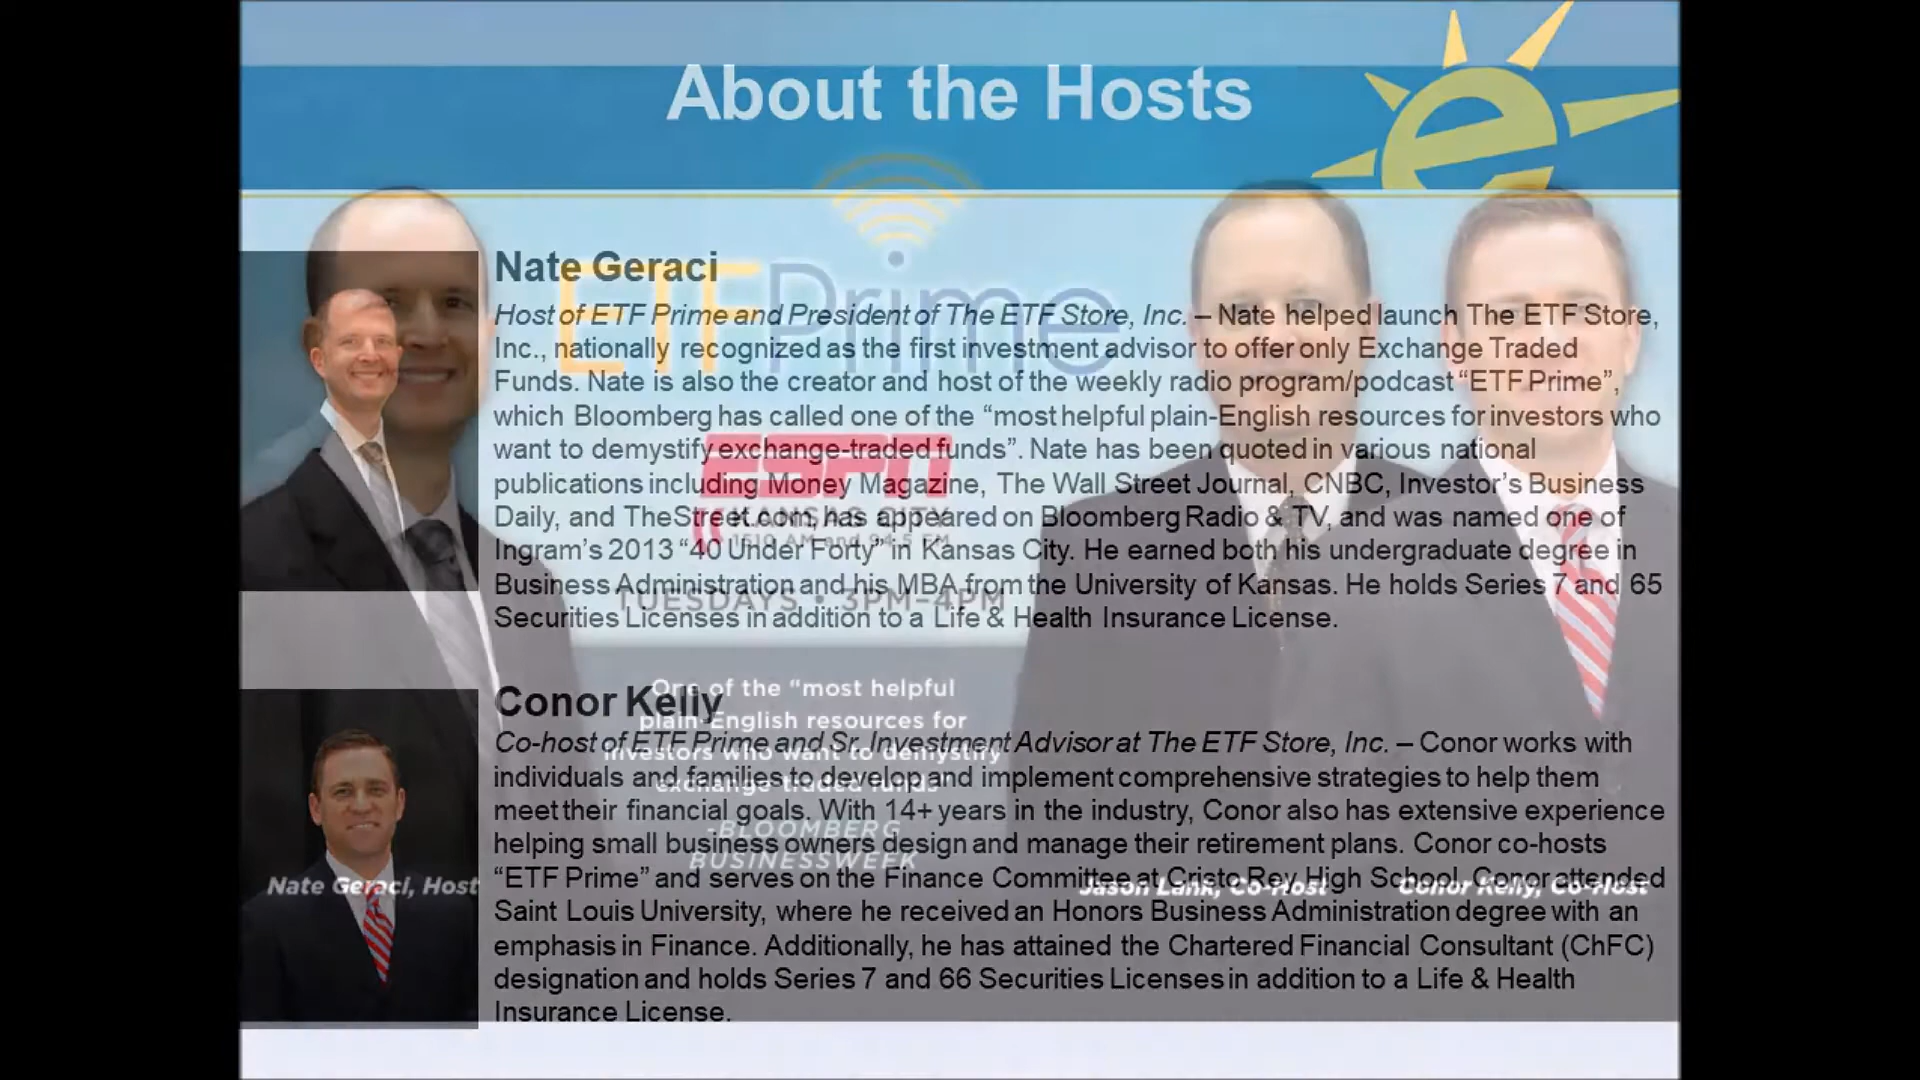 About the Hosts
Nate Geraci
Host of ETF Prime and President of The ETF Store, Inc. – Nate helped launch The ETF Store,
Inc., nationally recognized as the first investment advisor to offer only Exchange Traded
Funds. Nate is also the creator and host of the weekly radio program/podcast “ETF Prime”,
which Bloomberg has called one of the “most helpful plain-English resources for investors who
want to demystify exchange-traded funds”. Nate has been quoted in various national
publications including Money Magazine, The Wall Street Journal, CNBC, Investor’s Business
Daily, and TheStreet.com, has appeared on Bloomberg Radio & TV, and was named one of
Ingram’s 2013 “40 Under Forty” in Kansas City. He earned both his undergraduate degree in
Business Administration and his MBA from the University of Kansas. He holds Series 7 and 65
Securities Licenses in addition to a Life & Health Insurance License.
Conor Kelly
Co-host of ETF Prime and Sr. Investment Advisor at The ETF Store, Inc. – Conor works with
individuals and families to develop and implement comprehensive strategies to help them
meet their financial goals. With 14+ years in the industry, Conor also has extensive experience
helping small business owners design and manage their retirement plans. Conor co-hosts
“ETF Prime” and serves on the Finance Committee at Cristo Rey High School. Conor attended
Saint Louis University, where he received an Honors Business Administration degree with an
emphasis in Finance. Additionally, he has attained the Chartered Financial Consultant (ChFC)
designation and holds Series 7 and 66 Securities Licenses in addition to a Life & Health
Insurance License.
ETF Prime
ESPN
KANSAS CITY
1510 AM and 94.5 FM
TUESDAYS • 3PM-4PM
One of the “most helpful
plain-English resources for
investors who want to demystify
exchange-traded funds”
-BLOOMBERG
BUSINESSWEEK
Nate Geraci, Host
Jason Lank, Co-Host
Conor Kelly, Co-Host